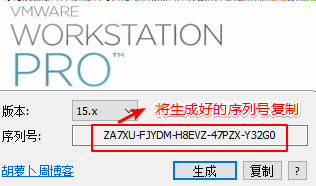 VMWARE
WORKSTATION
PRO™
版本: 15.x 将生成好的序列号复制
序列号: ZA7XU-FJYDM-H8EVZ-47PZX-Y32G0
胡萝卜周博客 生成 复制 ?